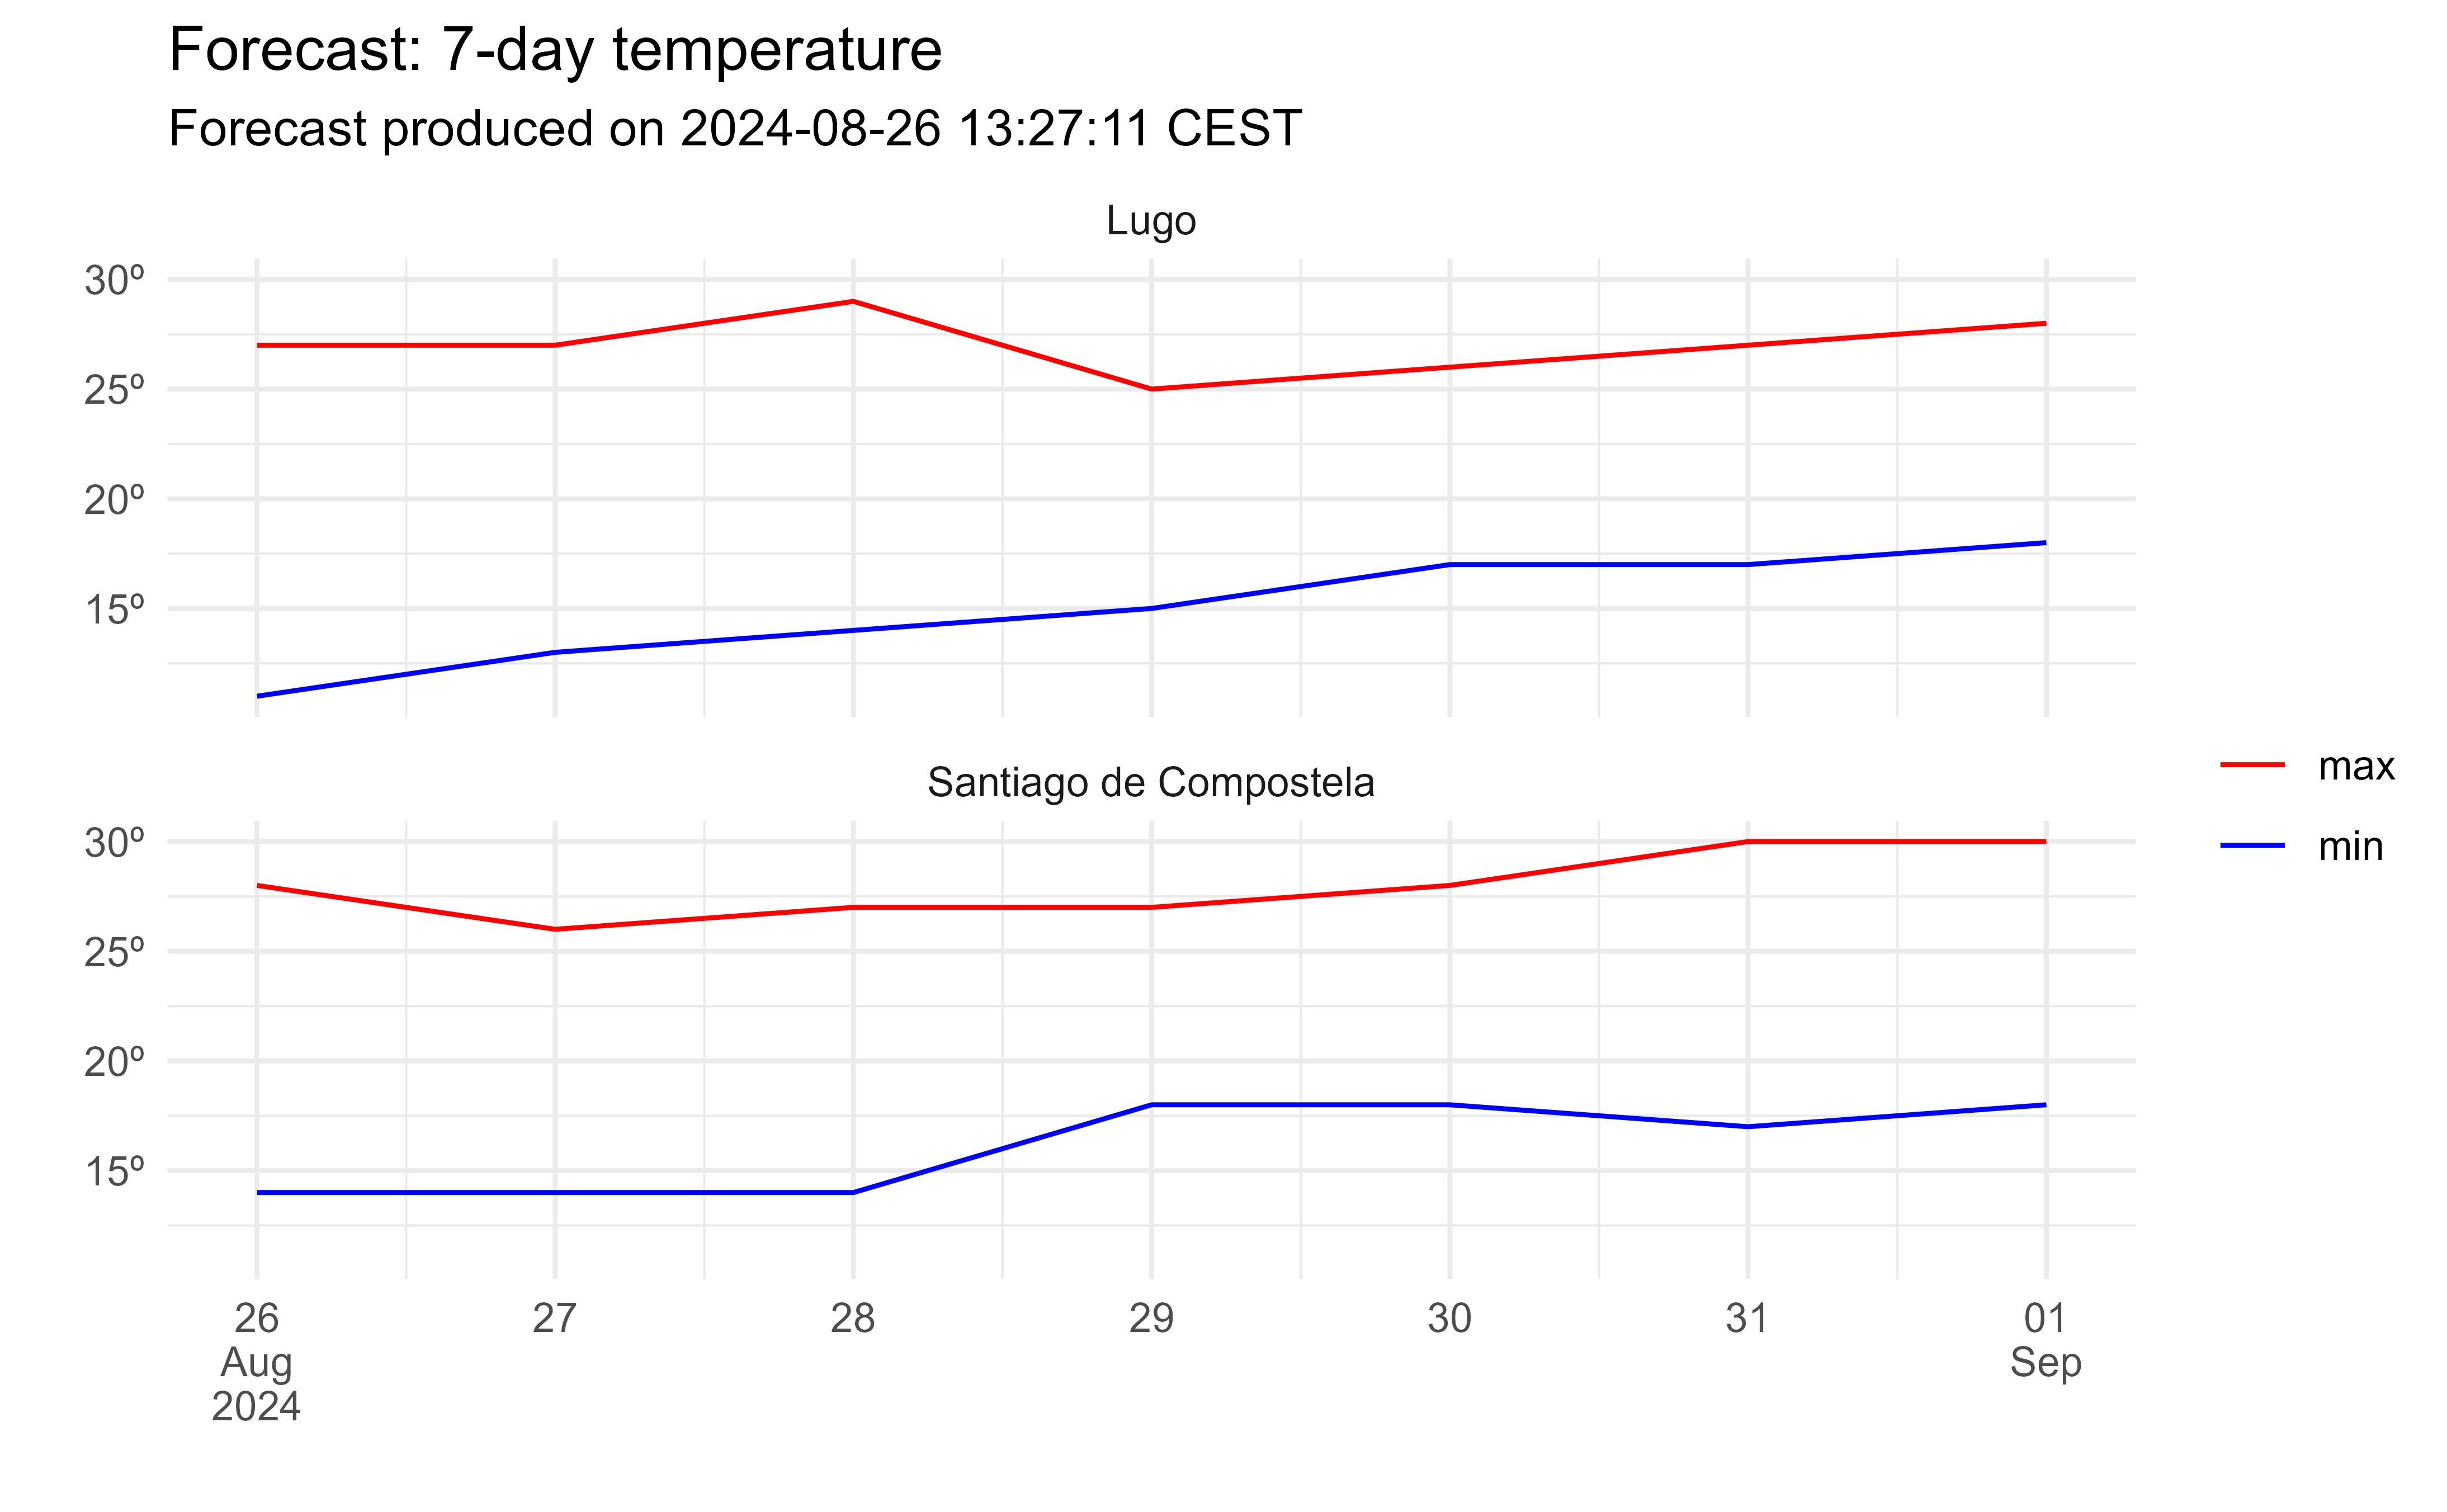 Forecast: 7-day temperature
Forecast produced on 2024-08-26 13:27:11 CEST
Lugo
30º
25º
20º
15º
Santiago de Compostela
30º
25º
20º
15º
max
min
26 27 28 29 30 31 01
Aug Sep
2024